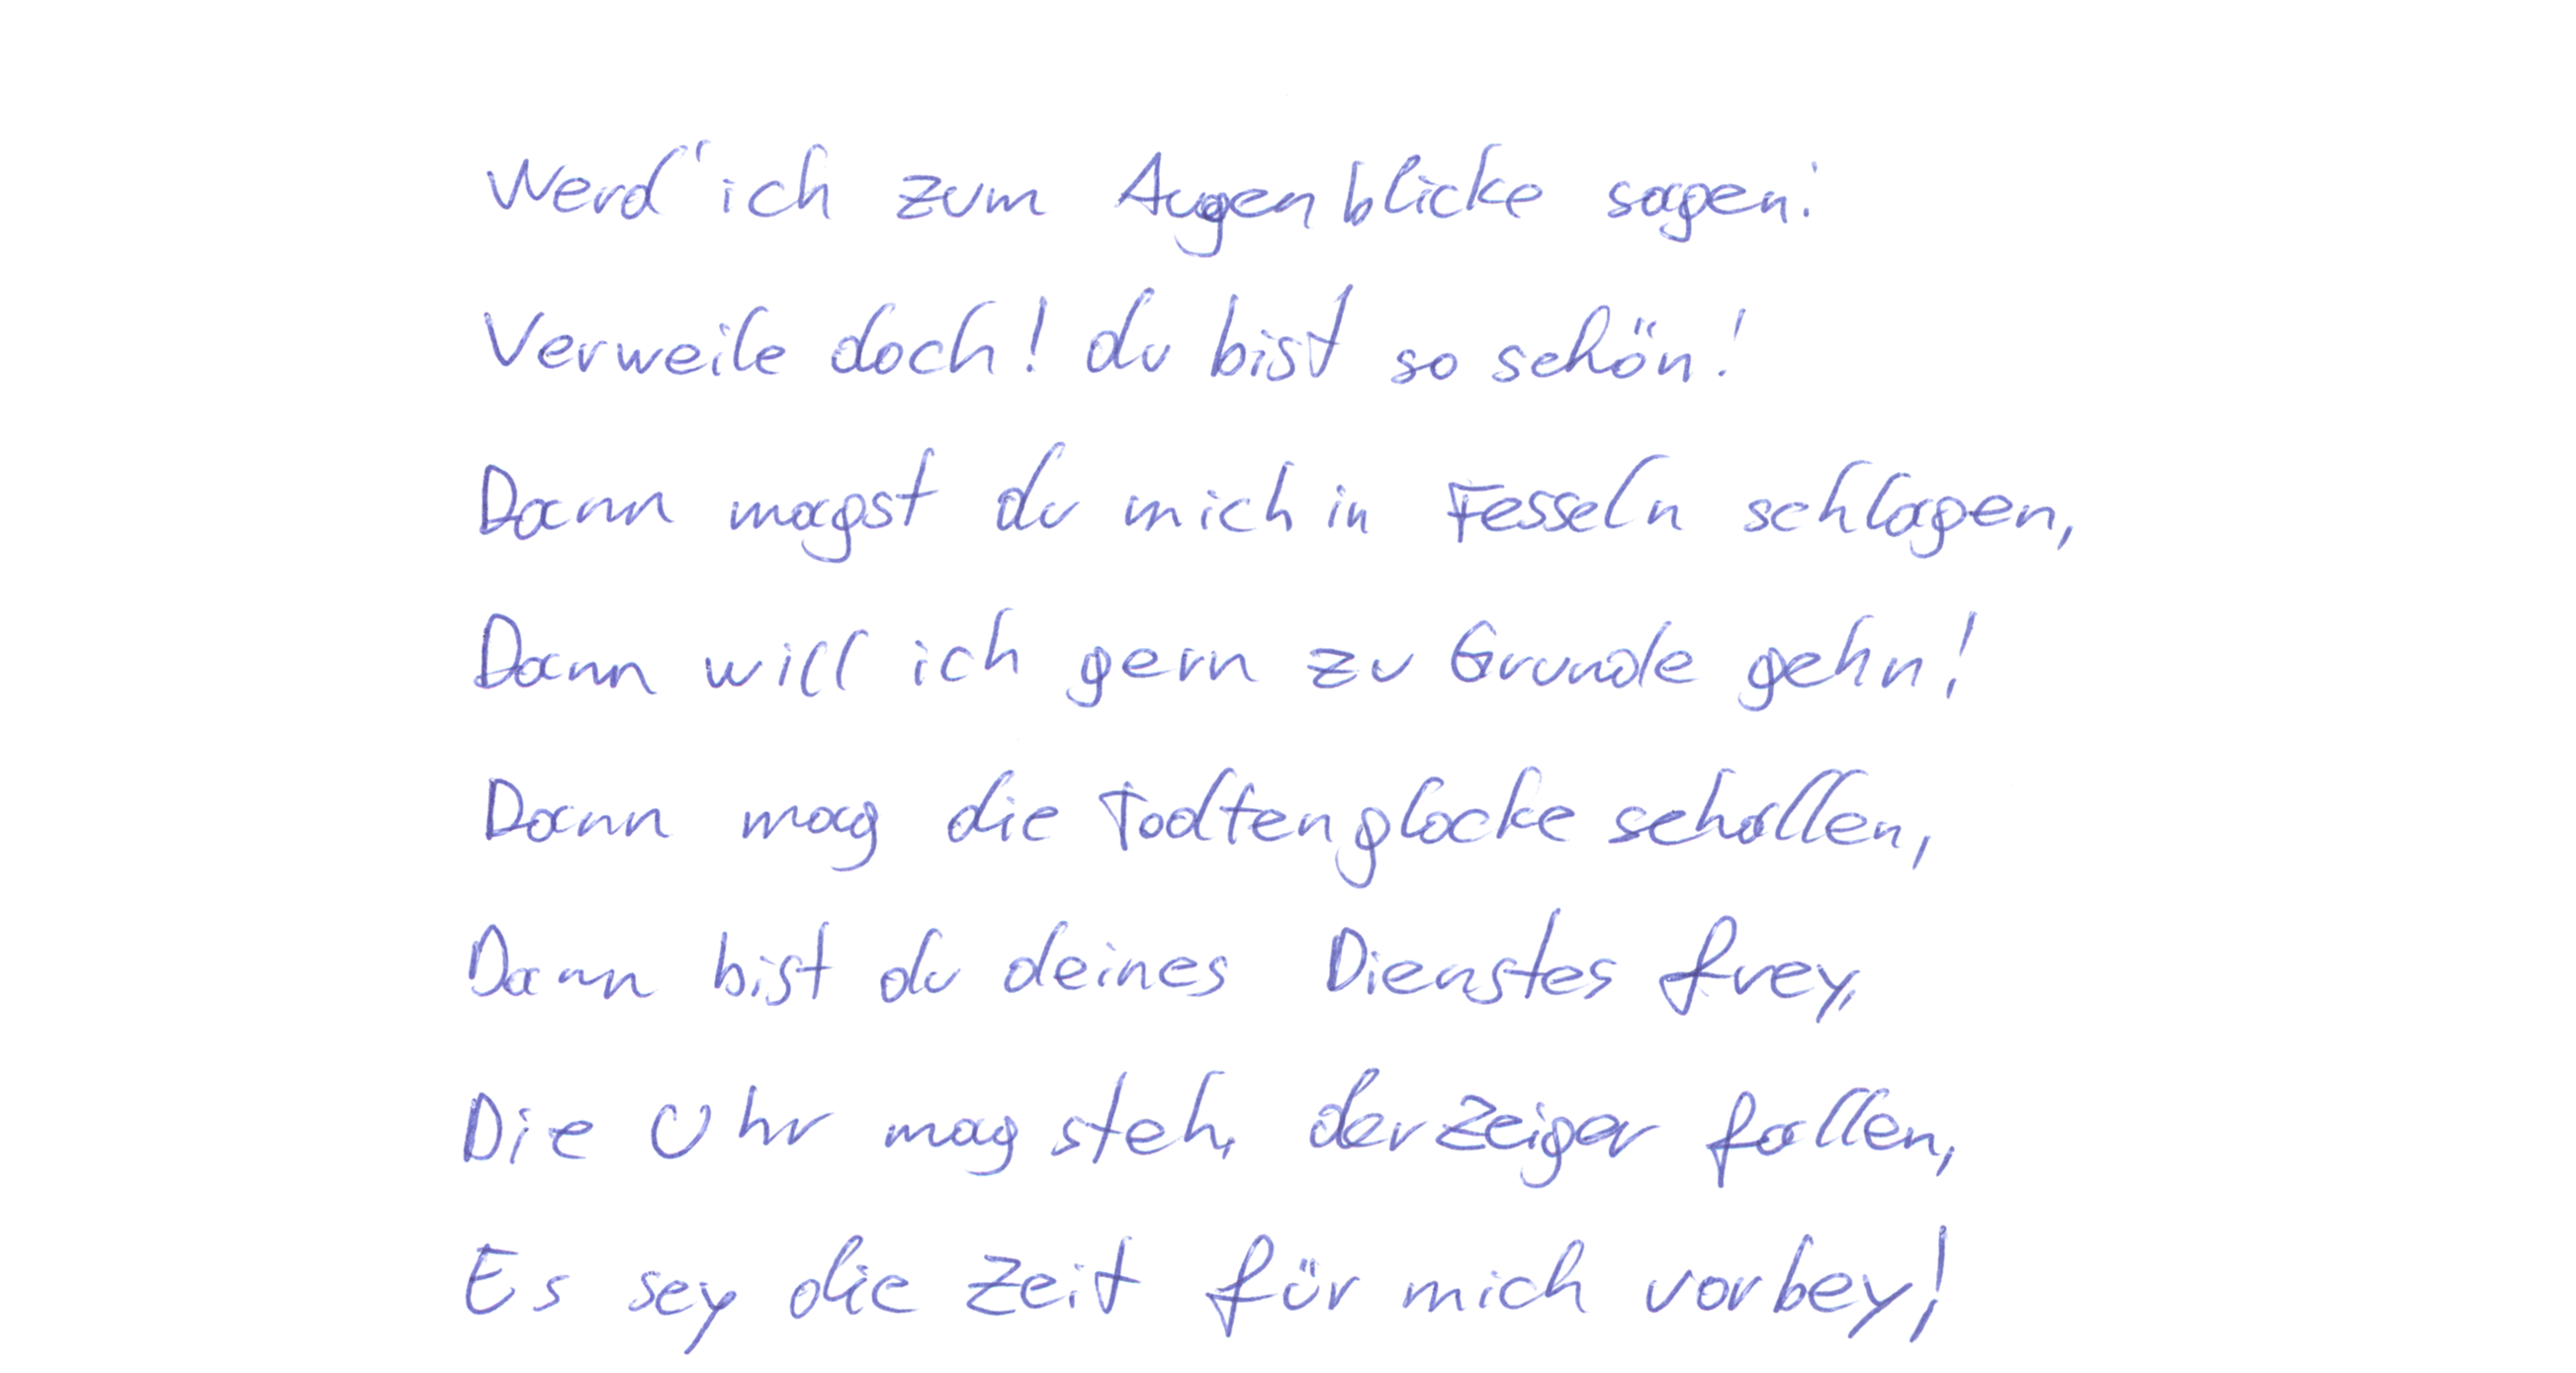 Werd' ich zum Augenblicke sagen:
Verweile doch! du bist so schön!
Dann magst du mich in Fesseln schlagen,
Dann will ich gern zu Grunde gehn!
Dann mag die Todtenglocke schallen,
Dann bist du deines Dienstes frey,
Die Uhr mag steh, der Zeiger fallen,
Es sey die Zeit für mich vorbey!